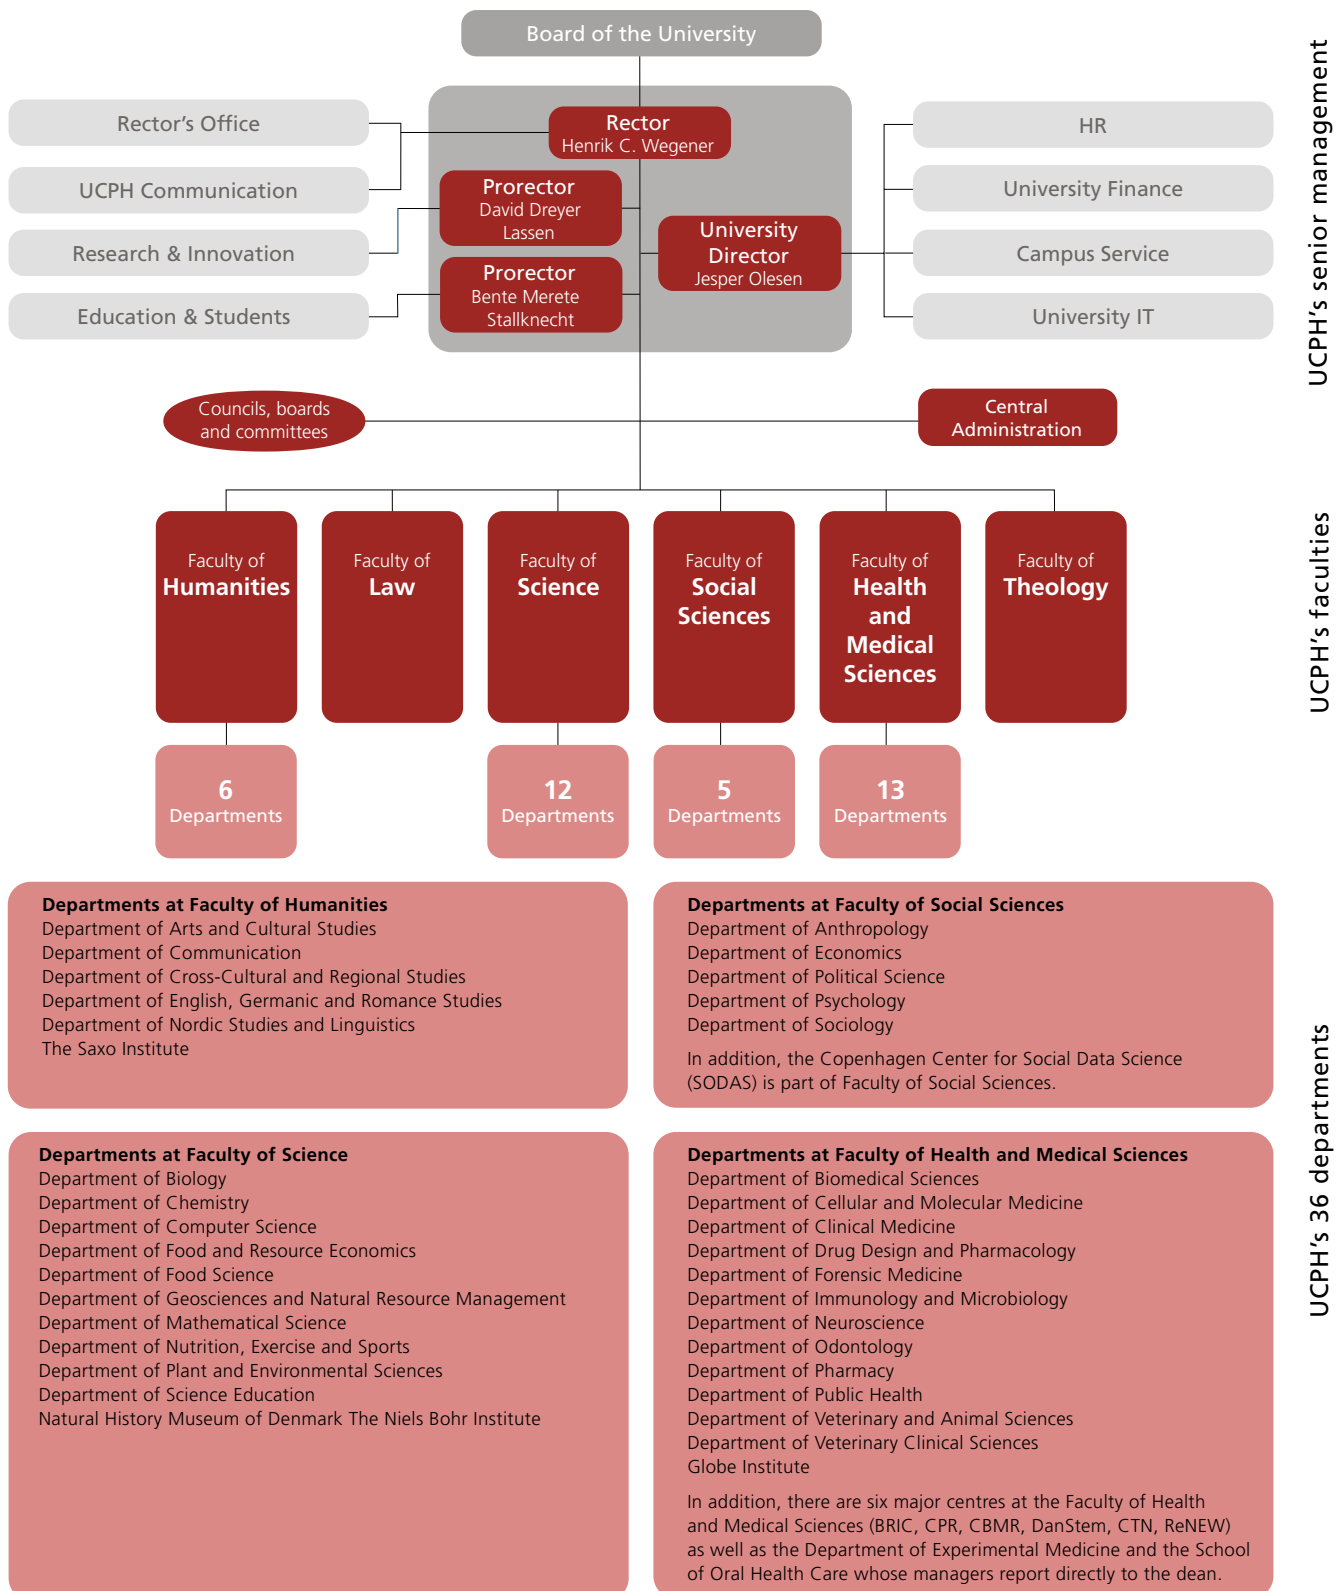 Board of the University
Rector's Office
UCPH Communication
Research & Innovation
Education & Students
Rector
Henrik C. Wegener
Prorector
David Dreyer
Lassen
Prorector
Bente Merete
Stallknecht
University
Director
Jesper Olesen
HR
University Finance
Campus Service
University IT
UCPH's senior management
Councils, boards
and committees
Central
Administration
Faculty of
Humanities
Faculty of
Law
Faculty of
Science
Faculty of
Social
Sciences
Faculty of
Health
and
Medical
Sciences
Faculty of
Theology
UCPH's faculties
6
Departments
12
Departments
5
Departments
13
Departments
Departments at Faculty of Humanities
Department of Arts and Cultural Studies
Department of Communication
Department of Cross-Cultural and Regional Studies
Department of English, Germanic and Romance Studies
Department of Nordic Studies and Linguistics
The Saxo Institute
Departments at Faculty of Social Sciences
Department of Anthropology
Department of Economics
Department of Political Science
Department of Psychology
Department of Sociology
In addition, the Copenhagen Center for Social Data Science
(SODAS) is part of Faculty of Social Sciences.
Departments at Faculty of Science
Department of Biology
Department of Chemistry
Department of Computer Science
Department of Food and Resource Economics
Department of Food Science
Department of Geosciences and Natural Resource Management
Department of Mathematical Science
Department of Nutrition, Exercise and Sports
Department of Plant and Environmental Sciences
Department of Science Education
Natural History Museum of Denmark The Niels Bohr Institute
Departments at Faculty of Health and Medical Sciences
Department of Biomedical Sciences
Department of Cellular and Molecular Medicine
Department of Clinical Medicine
Department of Drug Design and Pharmacology
Department of Forensic Medicine
Department of Immunology and Microbiology
Department of Neuroscience
Department of Odontology
Department of Pharmacy
Department of Public Health
Department of Veterinary and Animal Sciences
Department of Veterinary Clinical Sciences
Globe Institute
In addition, there are six major centres at the Faculty of Health
and Medical Sciences (BRIC, CPR, CBMR, DanStem, CTN, ReNEW)
as well as the Department of Experimental Medicine and the School
of Oral Health Care whose managers report directly to the dean.
UCPH's 36 departments